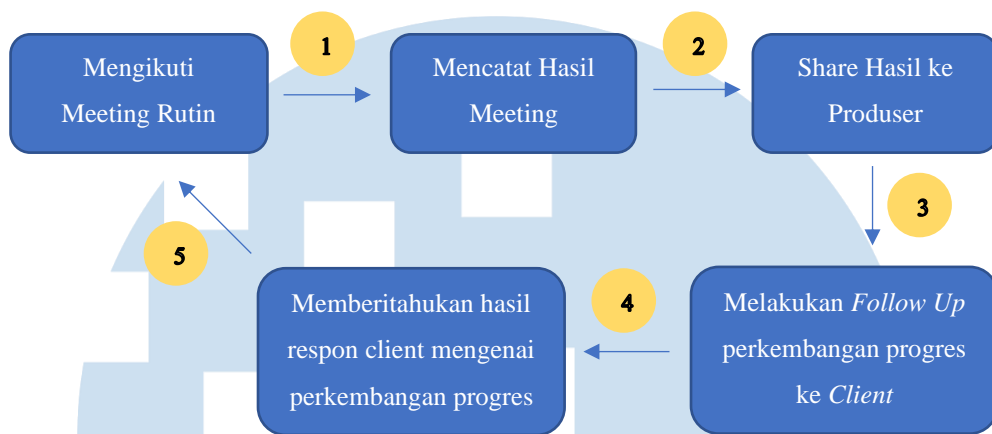 Mengikuti
Meeting Rutin
1
Mencatat Hasil
Meeting
2
Share Hasil ke
Produser
3
Melakukan Follow Up
perkembangan progres
ke Client
4
Memberitahukan hasil
respon client mengenai
perkembangan progres
5